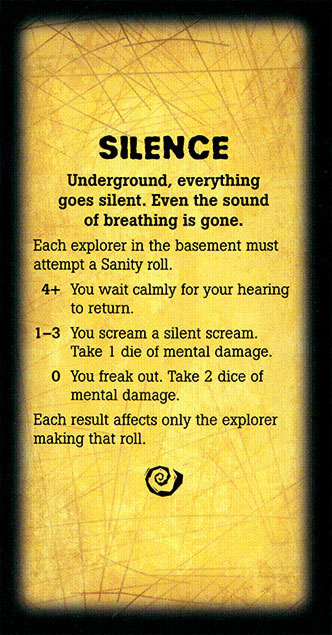 SILENCE
Underground, everything
goes silent. Even the sound
of breathing is gone.
Each explorer in the basement must
attempt a Sanity roll.
4+ You wait calmly for your hearing
to return.
1–3 You scream a silent scream.
Take 1 die of mental damage.
0 You freak out. Take 2 dice of
mental damage.
Each result affects only the explorer
making that roll.